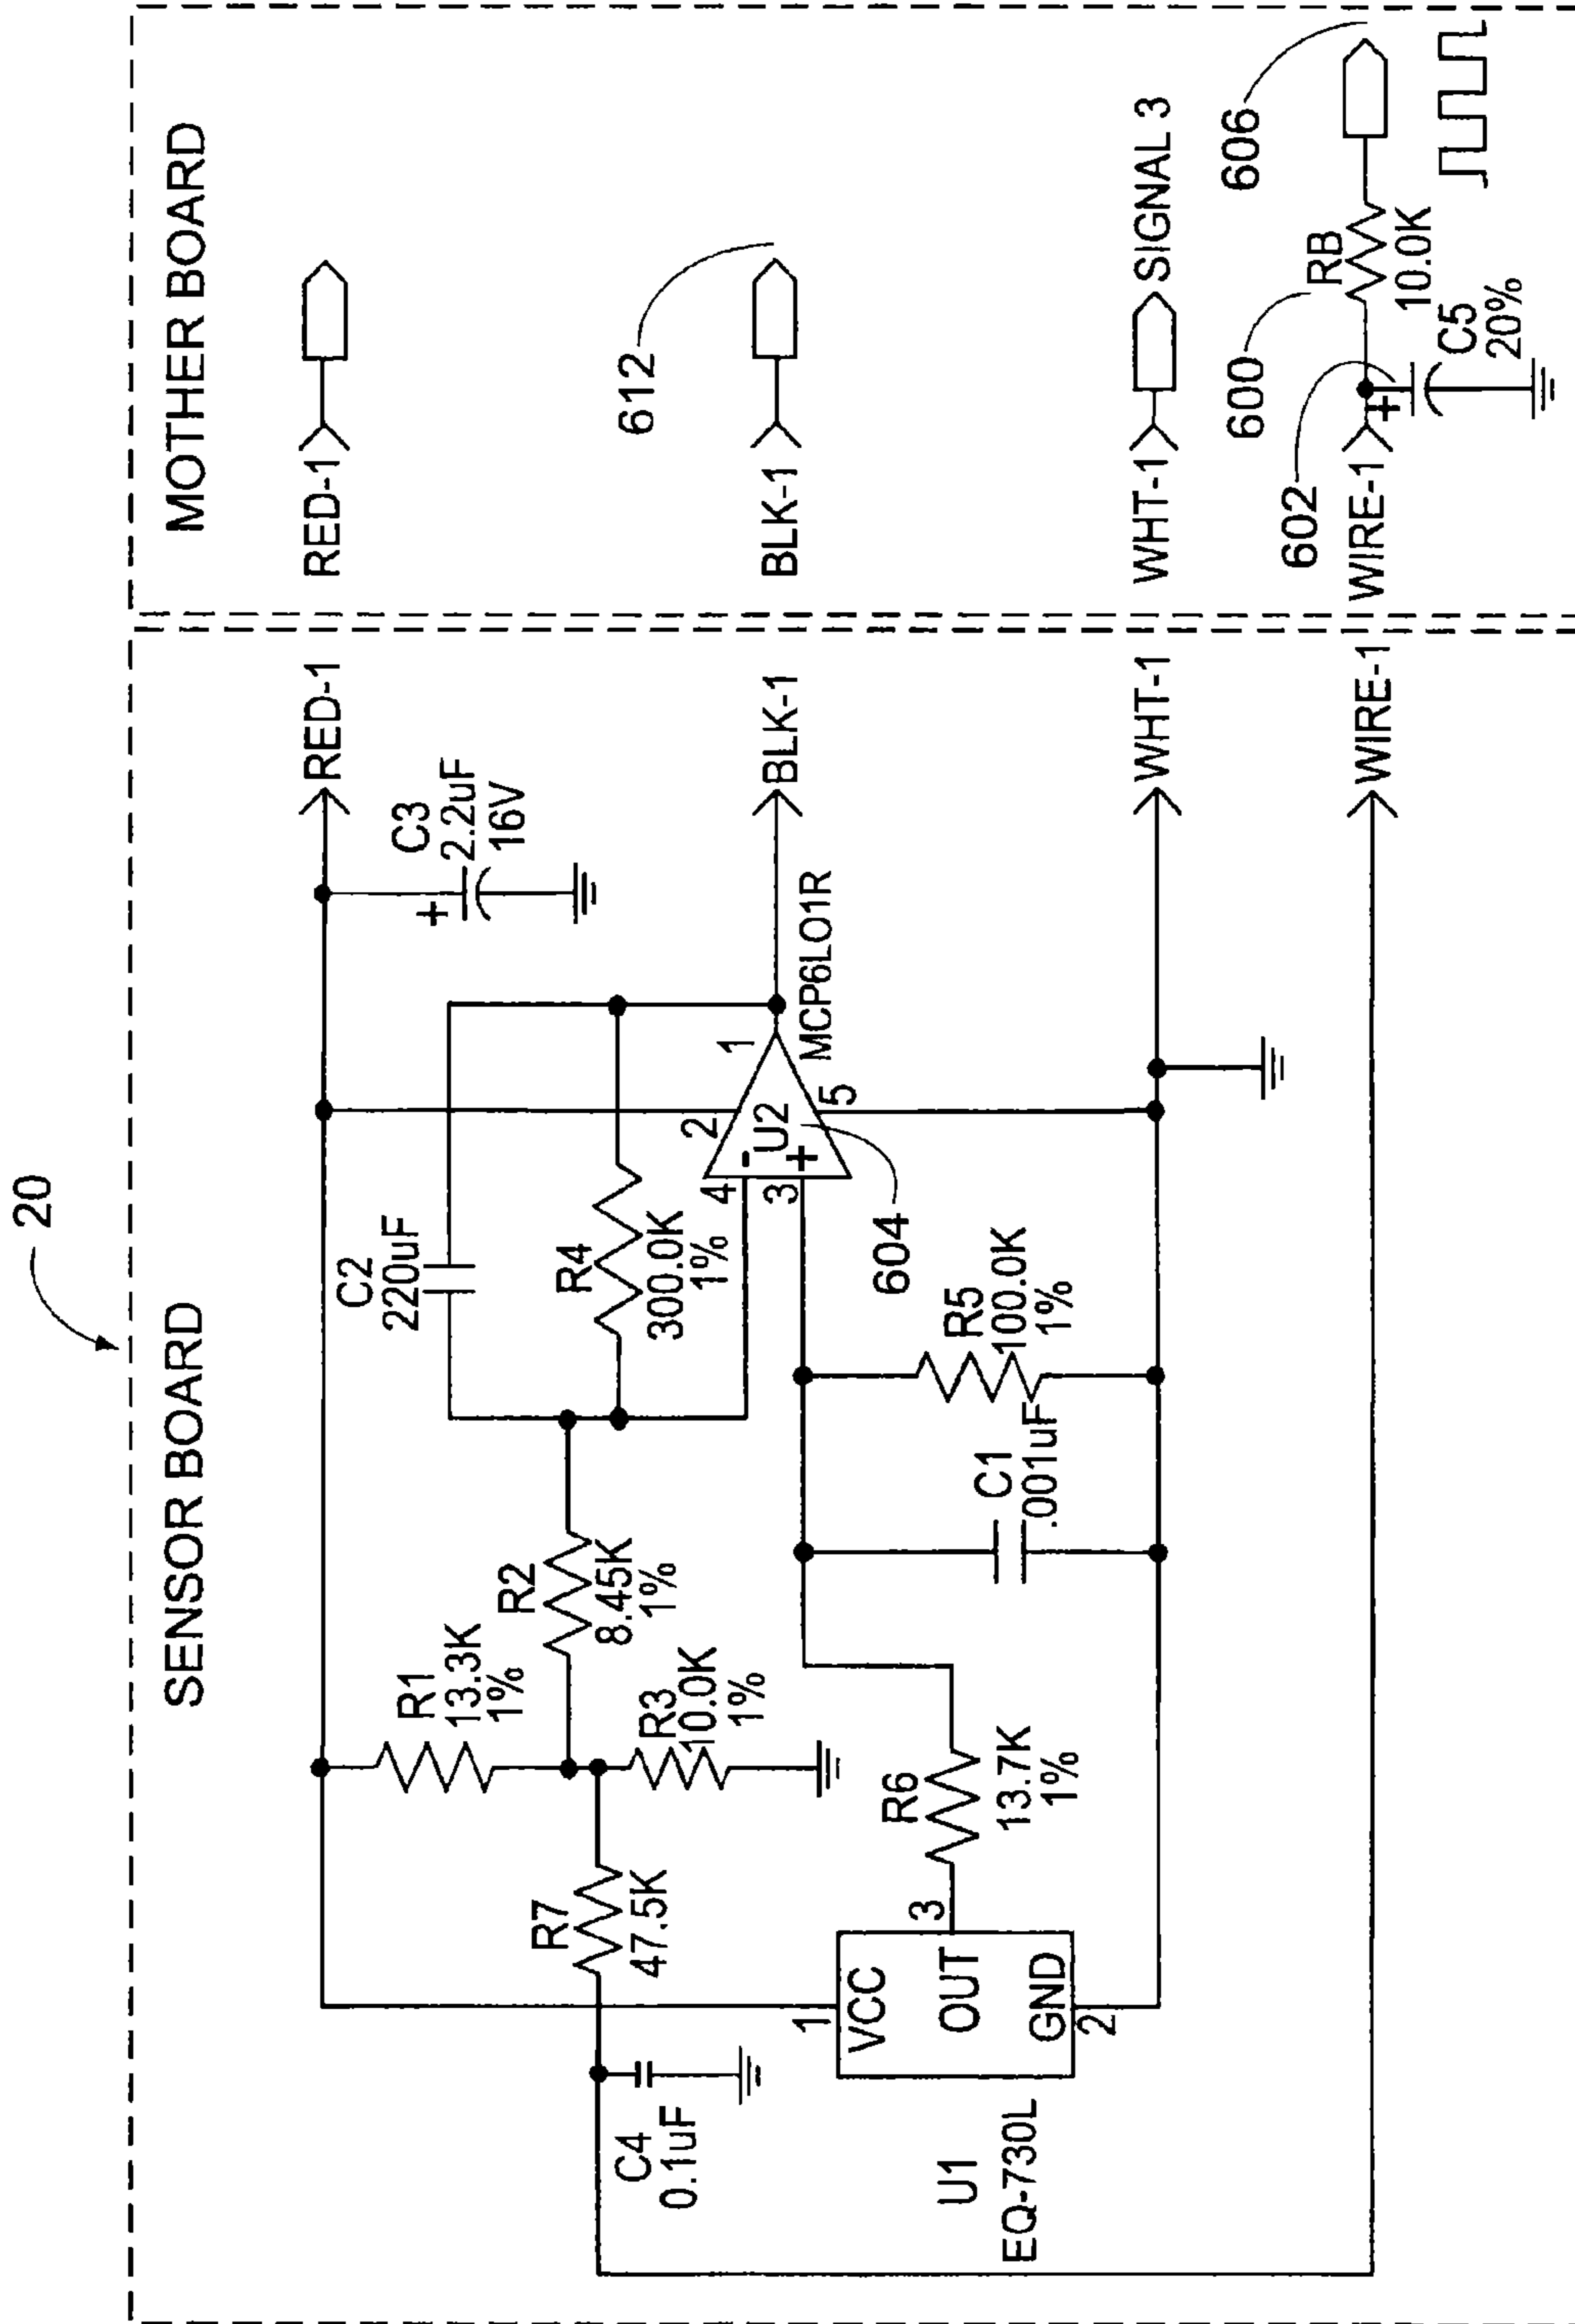 20
SENSOR BOARD
MOTHER BOARD
RED-1
RED-1
C3
2.2uF
16V
C2
220uF
R1
13.3K
1%
R2
8.45K
1%
R4
300.0K
1%
R7
47.5K
R3
10.0K
1%
C4
0.1uF
2
1
4
3
U2
-
+
5
MCP6LO1R
604
BLK-1
BLK-1
612
1
VCC
OUT
GND
2
3
U1
EQ-730L
R6
13.7K
1%
C1
.001uF
R5
100.0K
1%
+
WHT-1
WHT-1
SIGNAL 3
WIRE-1
WIRE-1
600
602
606
RB
10.0K
+
C5
20%